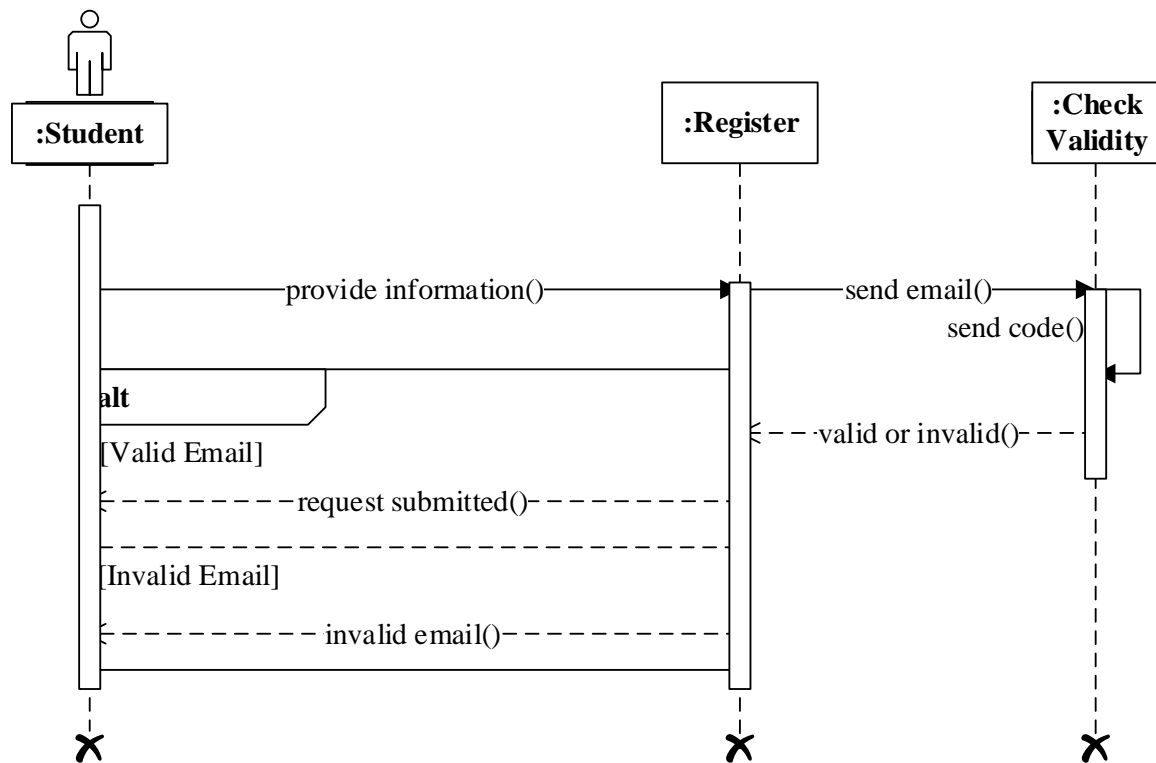 :Student
:Register
:Check
Validity
provide information()
send email()
send code()
alt
valid or invalid()
[Valid Email]
request submitted()
[Invalid Email]
invalid email()